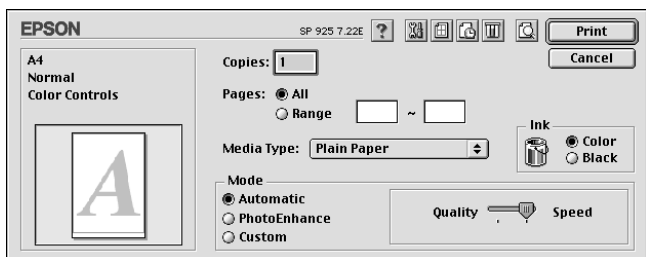 EPSON
SP 925 7.22E
?
Print
Cancel
A4
Normal
Color Controls
A
Copies: 1
Pages: All
Range ~
Media Type: Plain Paper
Ink
Color
Black
Mode
Automatic
PhotoEnhance
Custom
Quality Speed